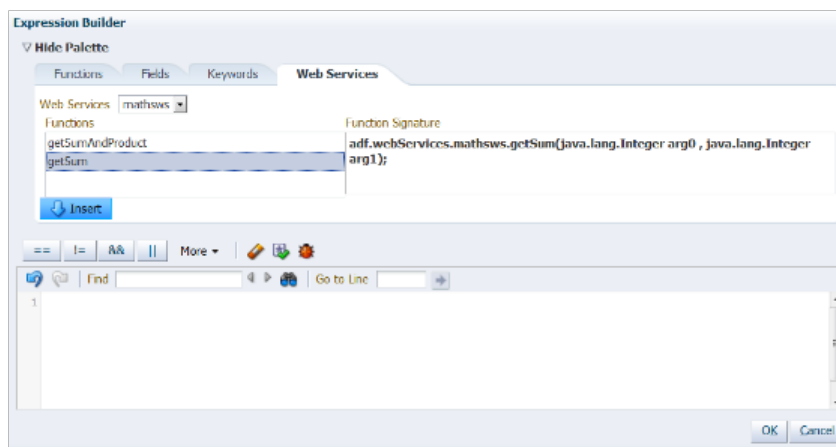 Expression Builder
Hide Palette
Functions Fields Keywords Web Services
Web Services mathsws
Functions Function Signature
getSumAndProduct adf.webServices.mathsws.getSum(java.lang.Integer arg0 , java.lang.Integer
getSum arg1);
Insert
== != && || More
Find Go to Line
1
OK Cancel